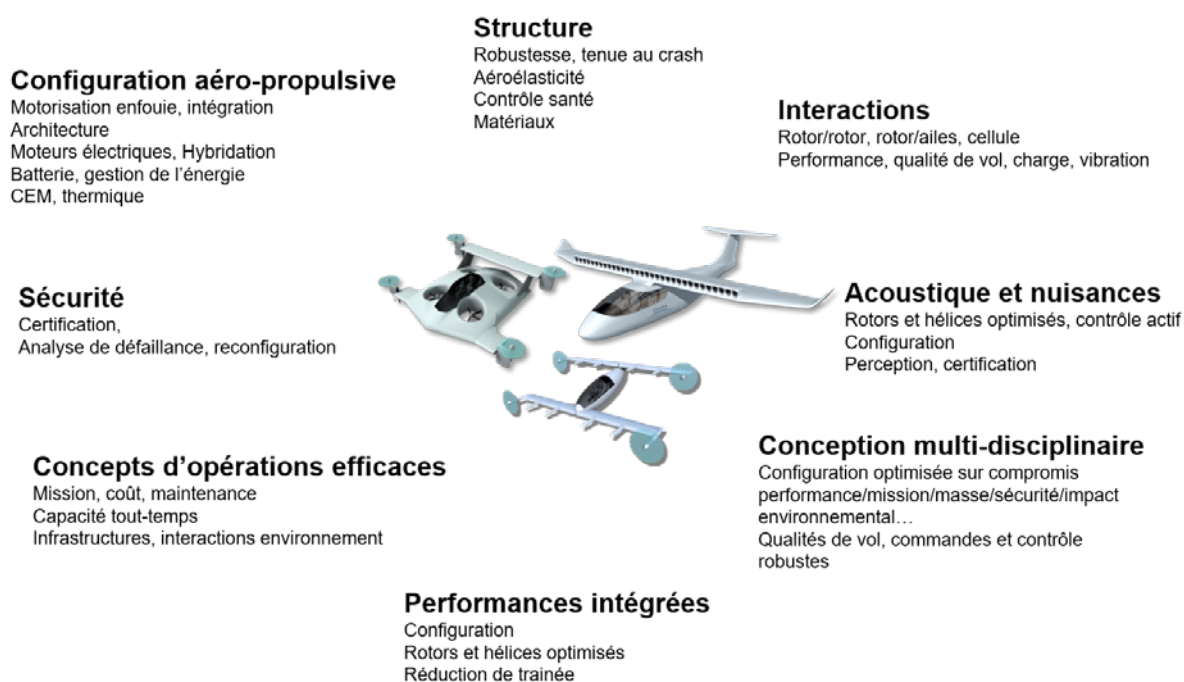 Structure
Robustesse, tenue au crash
Aéroélasticité
Contrôle santé
Matériaux
Configuration aéro-propulsive
Motorisation enfouie, intégration
Architecture
Moteurs électriques, Hybridation
Batterie, gestion de l'énergie
CEM, thermique
Interactions
Rotor/rotor, rotor/ailes, cellule
Performance, qualité de vol, charge, vibration
Sécurité
Certification,
Analyse de défaillance, reconfiguration
Acoustique et nuisances
Rotors et hélices optimisés, contrôle actif
Configuration
Perception, certification
Concepts d'opérations efficaces
Mission, coût, maintenance
Capacité tout-temps
Infrastructures, interactions environnement
Conception multi-disciplinaire
Configuration optimisée sur compromis
performance/mission/masse/sécurité/impact
environnemental…
Qualités de vol, commandes et contrôle
robustes
Performances intégrées
Configuration
Rotors et hélices optimisés
Réduction de trainée